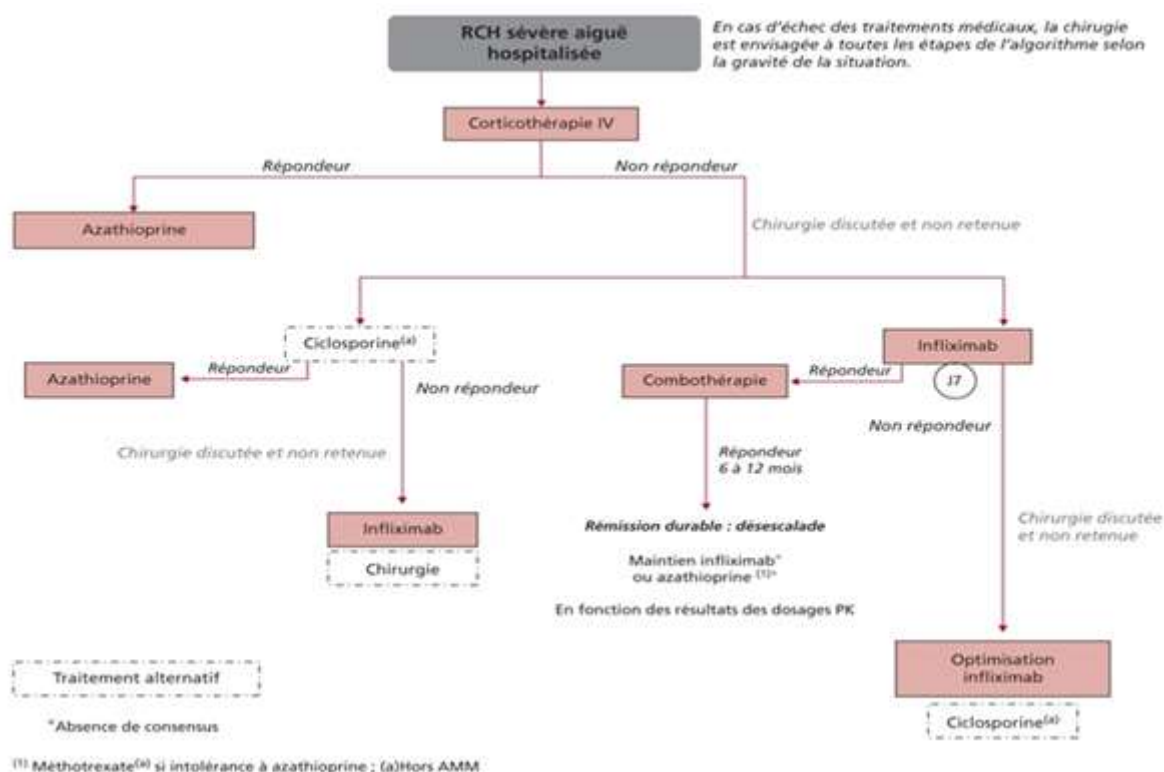 RCH sévère aiguë
hospitalisée
En cas d'échec des traitements médicaux, la chirugie
est envisagée à toutes les étapes de l'algorithme selon
la gravité de la situation.
Corticothérapie IV
Répondeur
Non répondeur
Azathioprine
Chirurgie discutée et non retenue
Ciclosporine(a)
Infliximab
Azathioprine
Répondeur
Non répondeur
Combothérapie
Répondeur
J7
Non répondeur
Chirurgie discutée et non retenue
Répondeur
6 à 12 mois
Infliximab
Chirurgie
Rémission durable : désescalade
Maintien infliximab*
ou azathioprine (1)*
En fonction des résultats des dosages PK
Chirurgie discutée
et non retenue
Optimisation
infliximab
Ciclosporine(a)
Traitement alternatif
*Absence de consensus
(1) Méthotrexate(a) si intolérance à azathioprine ; (a)Hors AMM